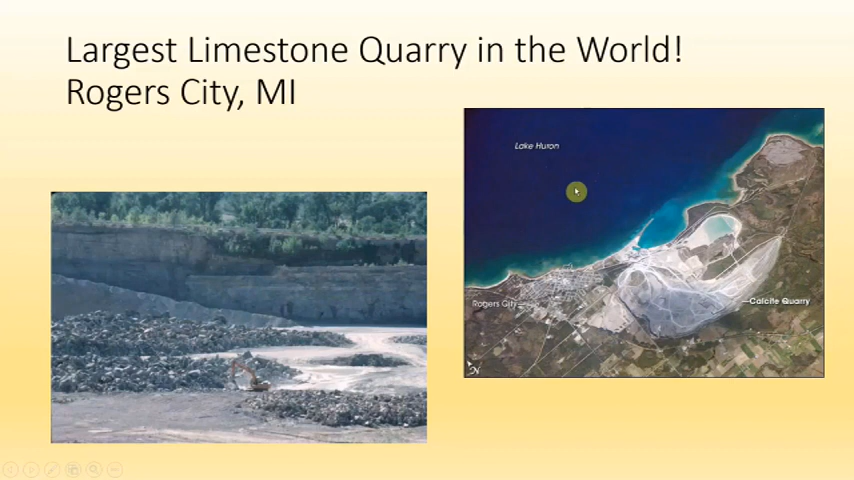 Largest Limestone Quarry in the World!
Rogers City, MI
Lake Huron
Rogers City
Calcite Quarry
N